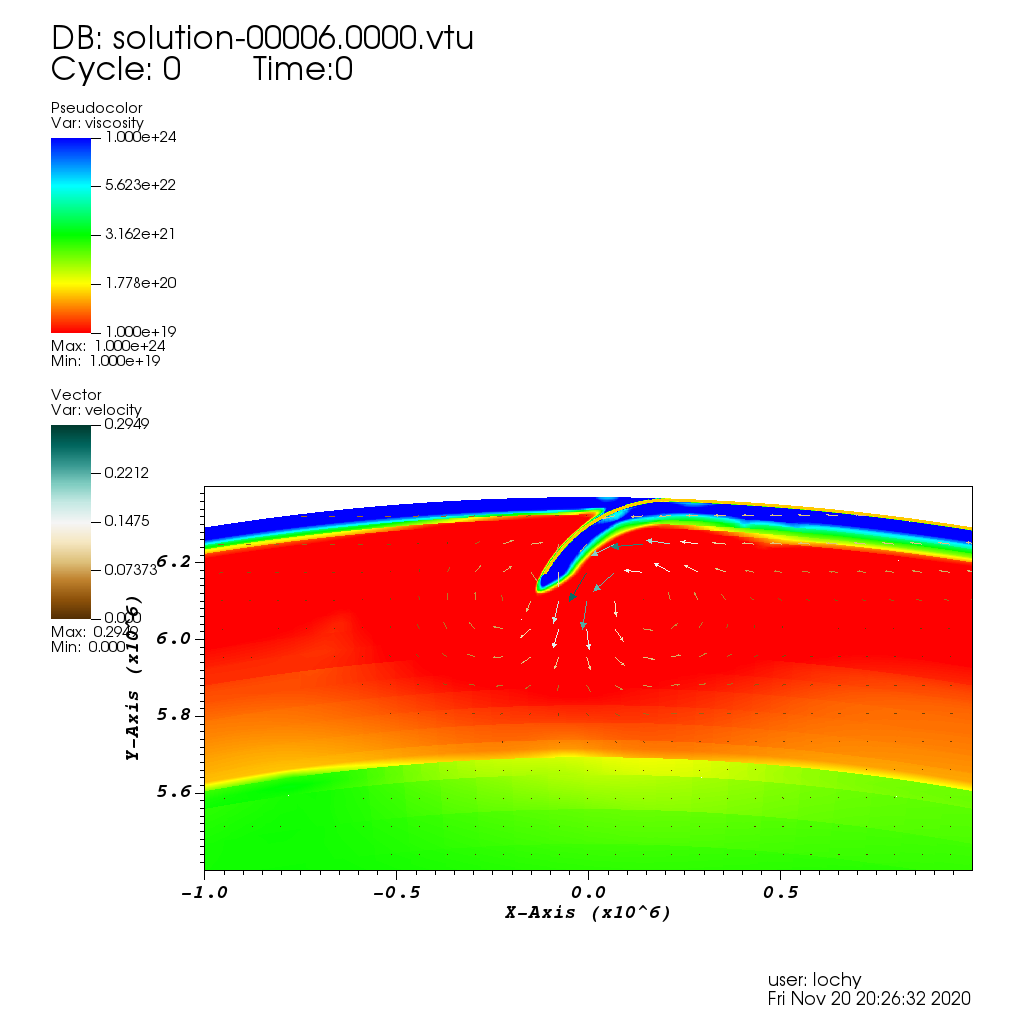 DB: solution-00006.0000.vtu
Cycle: 0 Time:0
Pseudocolor
Var: viscosity
1.000e+24
5.623e+22
3.162e+21
1.778e+20
1.000e+19
Max: 1.000e+24
Min: 1.000e+19
Vector
Var: velocity
0.2949
0.2212
0.1475
0.07373
0.000
Max: 0.2949
Min: 0.000
Y-Axis (x10^6)
6.2
6.0
5.8
5.6
-1.0 -0.5 0.0 0.5
X-Axis (x10^6)
user: lochy
Fri Nov 20 20:26:32 2020